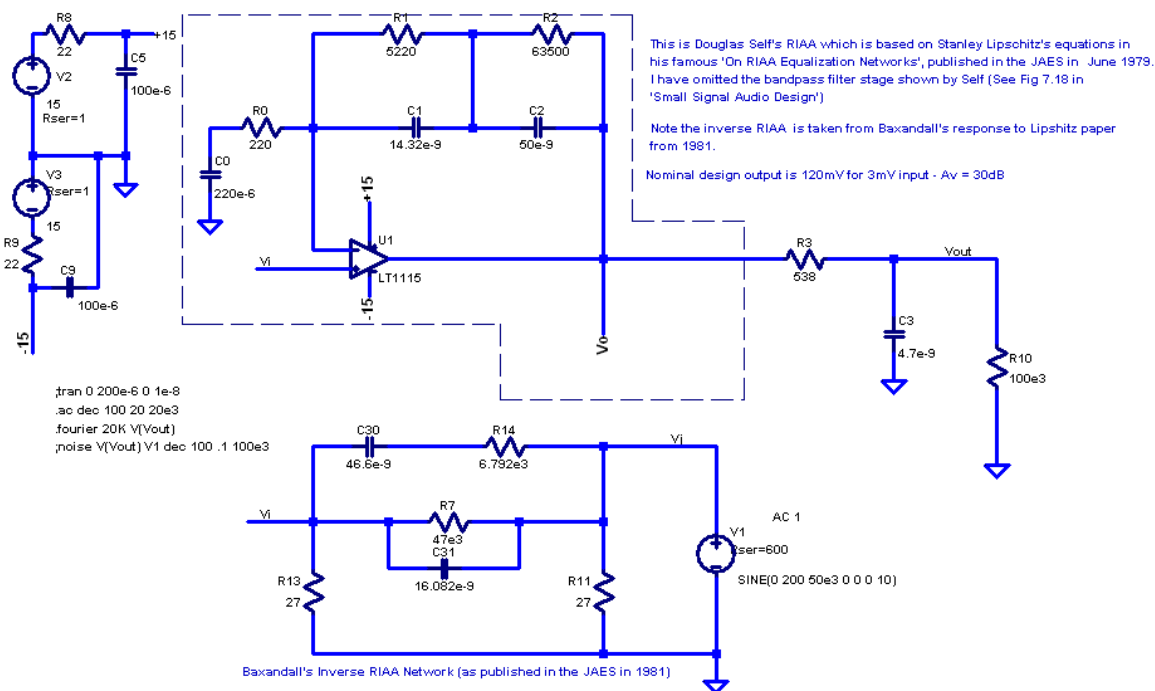 R8
22
+15
V2
C5
100e-6
15
Rser=1
V3
Rser=1
15
R9
22
C9
100e-6
-15
R1
5220
R2
63500
C1
14.32e-9
C2
50e-9
R0
220
C0
220e-6
+15
U1
LT1115
Vi
-15
Vo
R3
538
Vout
C3
4.7e-9
R10
100e3
This is Douglas Self's RIAA which is based on Stanley Lipschitz's equations in
his famous 'On RIAA Equalization Networks', published in the JAES in June 1979.
I have omitted the bandpass filter stage shown by Self (See Fig 7.18 in
'Small Signal Audio Design')
Note the inverse RIAA is taken from Baxandall's response to Lipshitz paper
from 1981.
Nominal design output is 120mV for 3mV input - Av = 30dB
;tran 0 200e-6 0 1e-8
.ac dec 100 20 20e3
.fourier 20K V(Vout)
;noise V(Vout) V1 dec 100 .1 100e3
C30
46.6e-9
R14
6.792e3
Vj
Vi
R7
47e3
C31
16.082e-9
R13
27
R11
27
V1
AC 1
Rser=600
SINE(0 200 50e3 0 0 0 10)
Baxandall's Inverse RIAA Network (as published in the JAES in 1981)